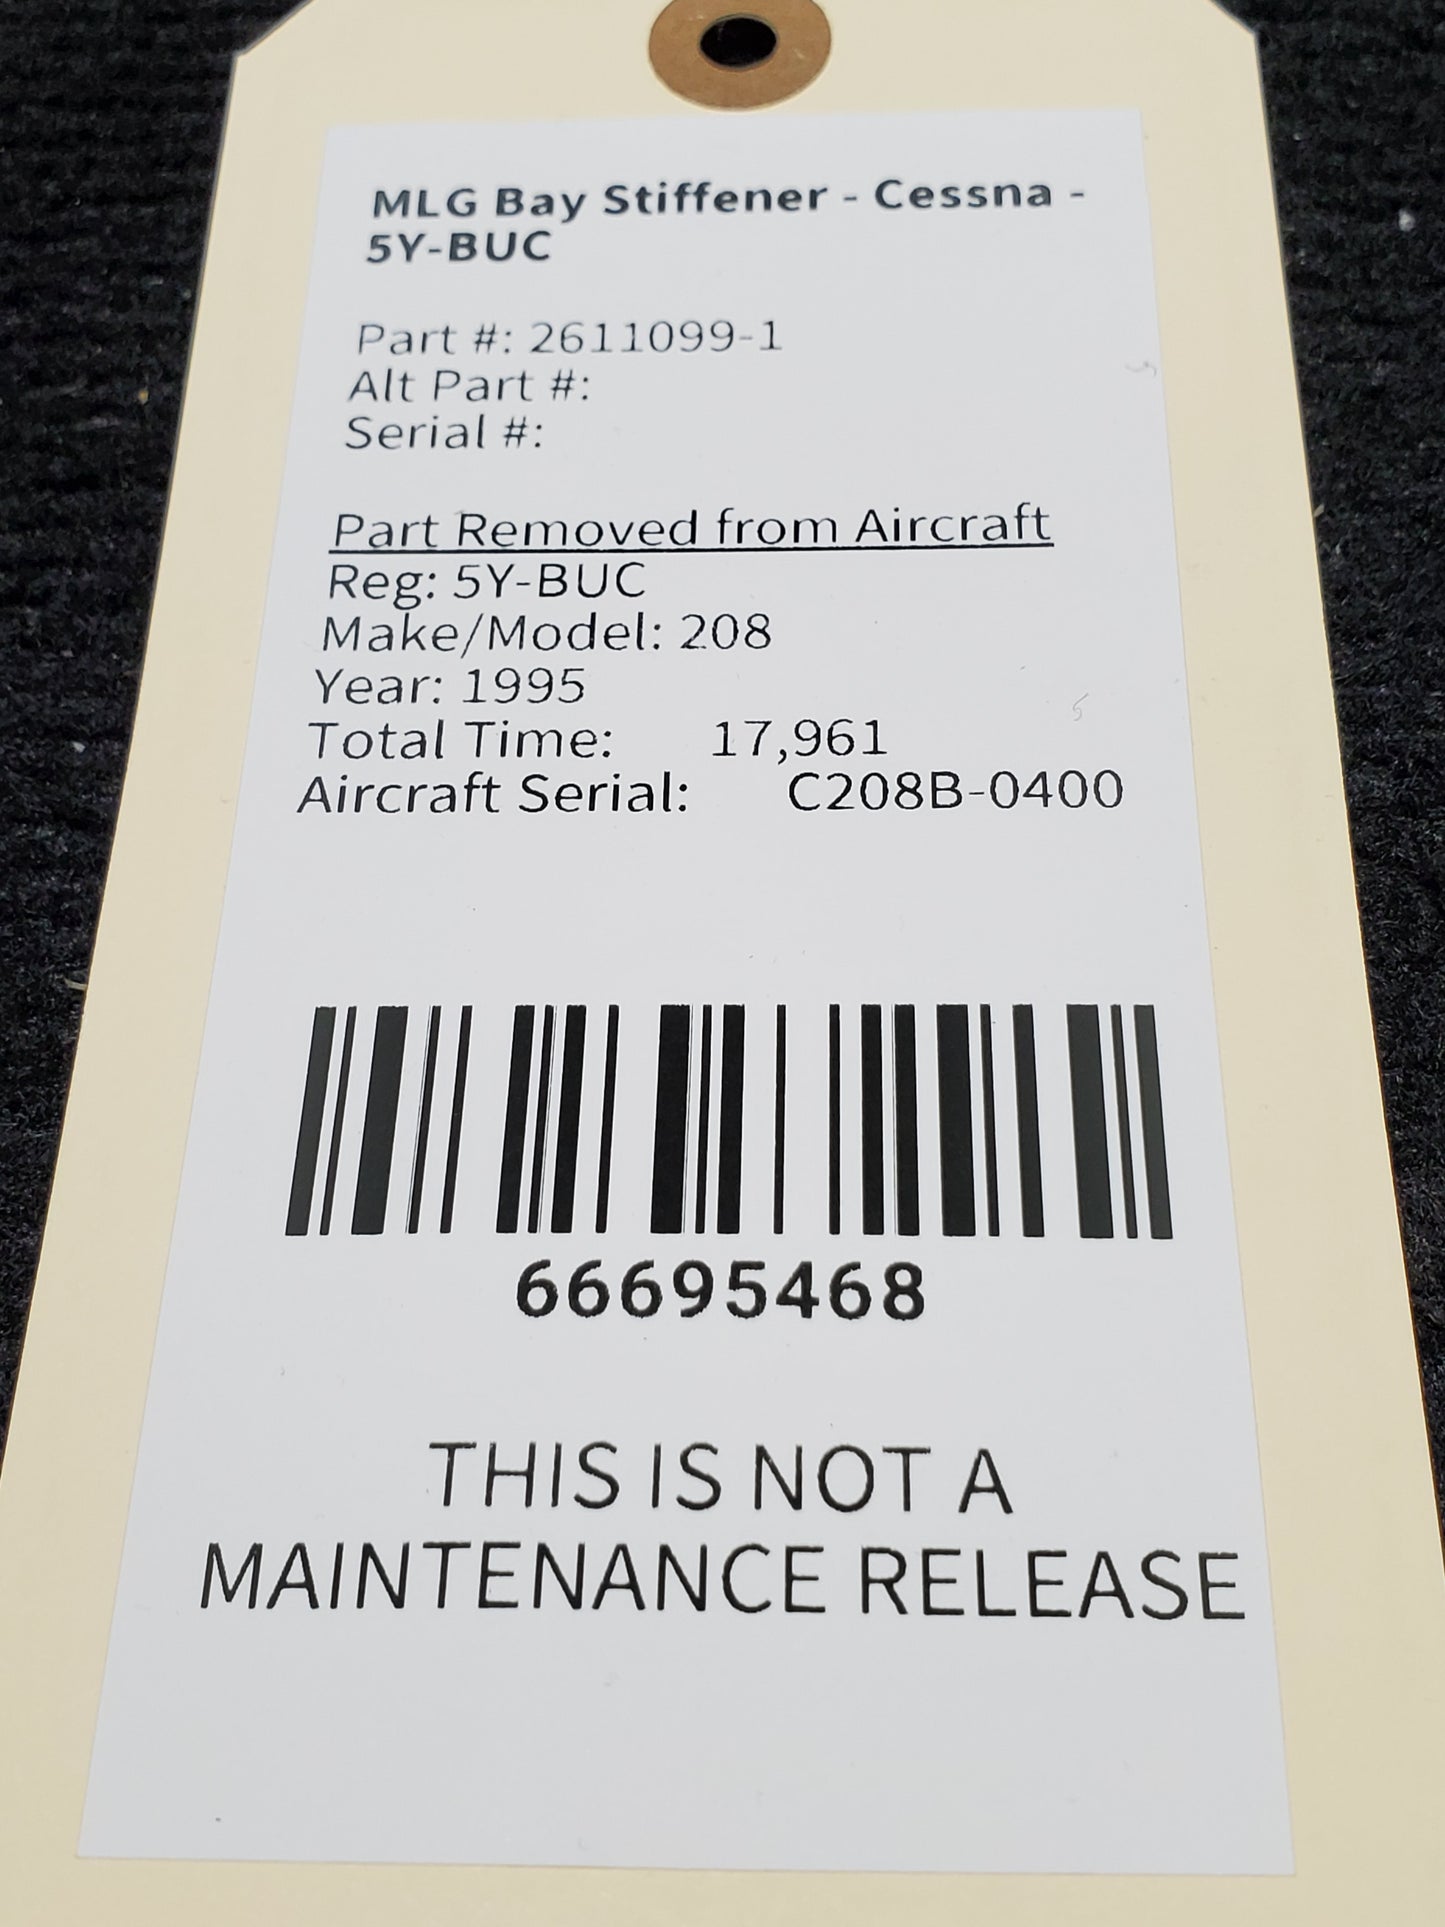 MLG Bay Stiffener - Cessna -
5Y-BUC
Part #: 2611099-1
Alt Part #:
Serial #:
Part Removed from Aircraft
Reg: 5Y-BUC
Make/Model: 208
Year: 1995
Total Time: 17,961
Aircraft Serial: C208B-0400
66695468
THIS IS NOT A
MAINTENANCE RELEASE